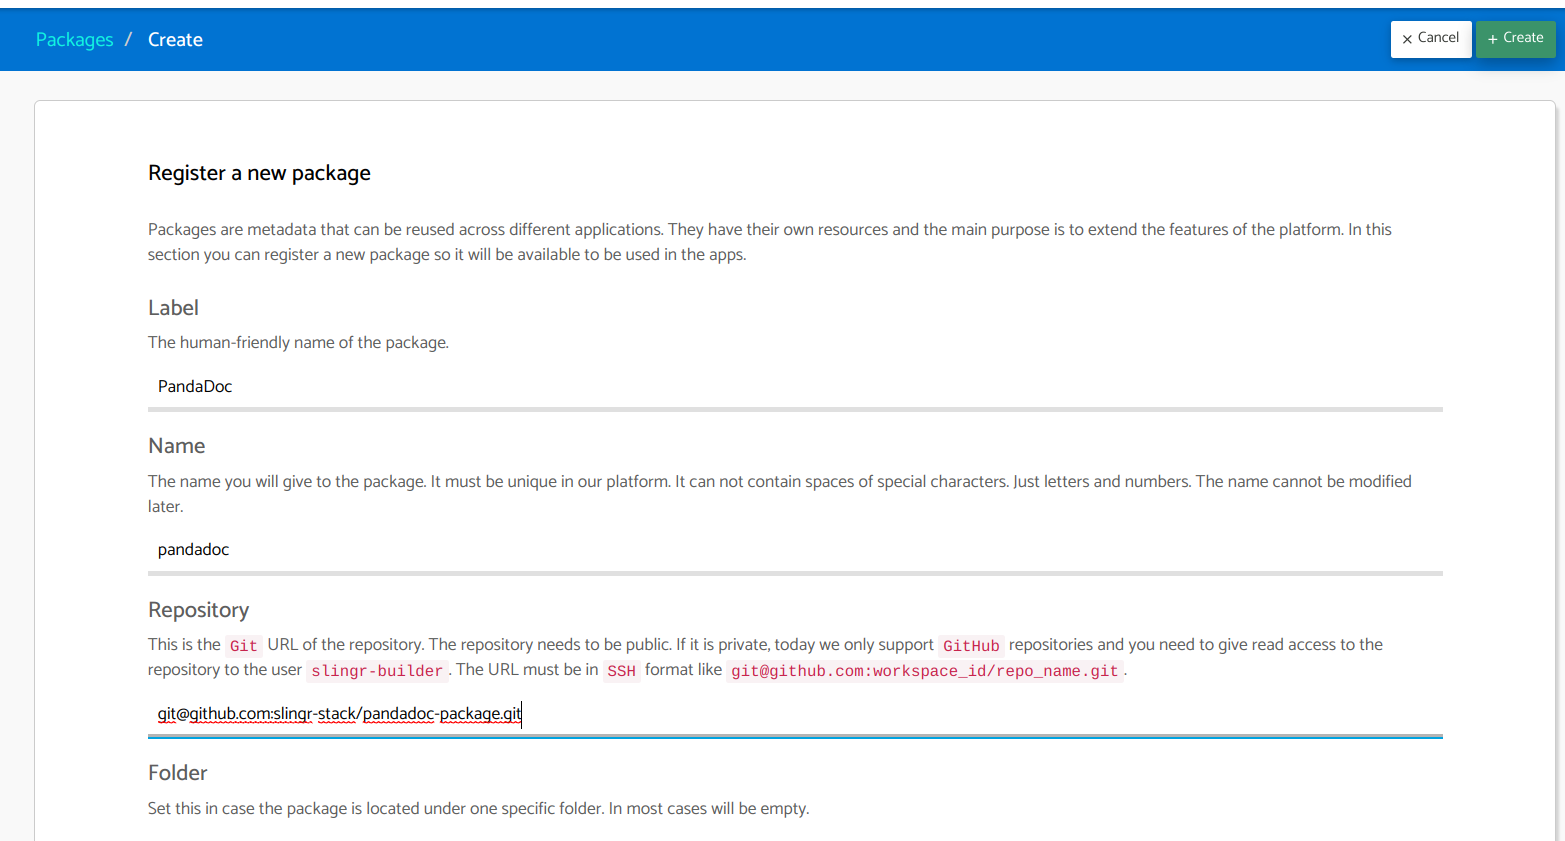 Packages / Create
× Cancel
+ Create
Register a new package
Packages are metadata that can be reused across different applications. They have their own resources and the main purpose is to extend the features of the platform. In this
section you can register a new package so it will be available to be used in the apps.
Label
The human-friendly name of the package.
PandaDoc
Name
The name you will give to the package. It must be unique in our platform. It can not contain spaces of special characters. Just letters and numbers. The name cannot be modified
later.
pandadoc
Repository
This is the Git URL of the repository. The repository needs to be public. If it is private, today we only support GitHub repositories and you need to give read access to the
repository to the user slingr-builder. The URL must be in SSH format like git@github.com:workspace_id/repo_name.git.
git@github.com:slingr-stack/pandadoc-package.git
Folder
Set this in case the package is located under one specific folder. In most cases will be empty.